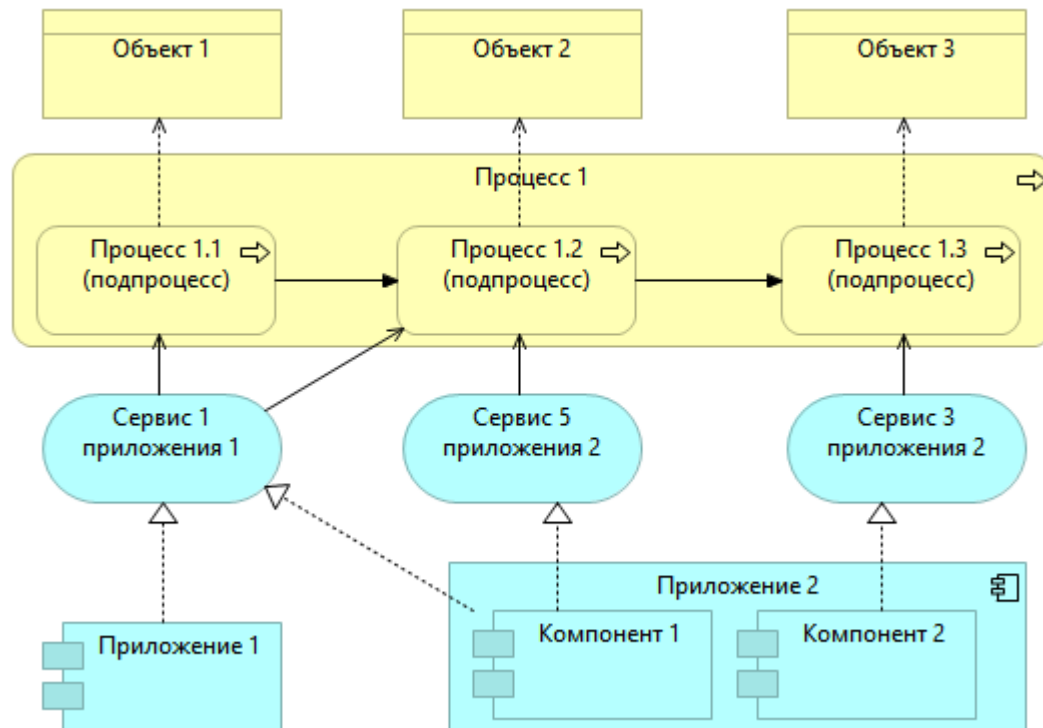 Объект 1
Объект 2
Объект 3
Процесс 1
Процесс 1.1
(подпроцесс)
Процесс 1.2
(подпроцесс)
Процесс 1.3
(подпроцесс)
Сервис 1
приложения 1
Сервис 5
приложения 2
Сервис 3
приложения 2
Приложение 1
Приложение 2
Компонент 1
Компонент 2